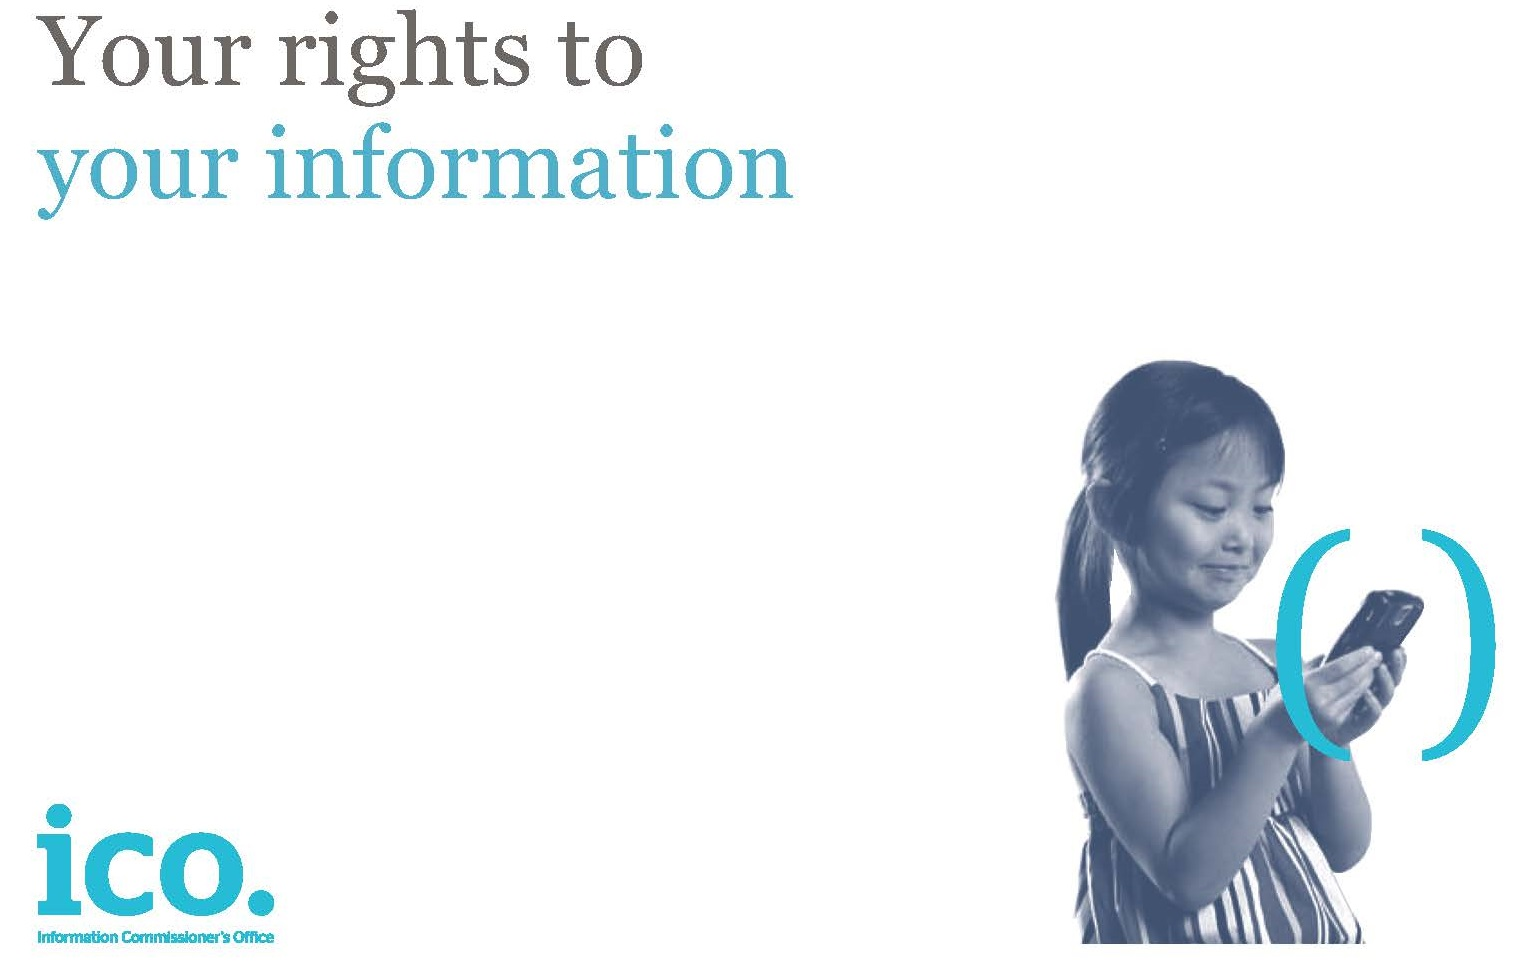 Your rights to
your information
( )
ico.
Information Commissioner's Office